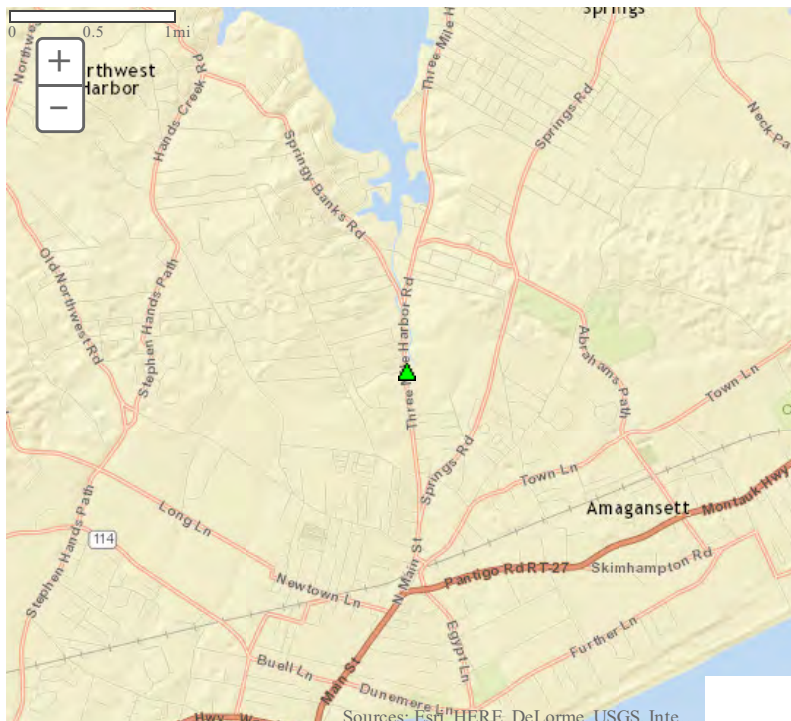 Springs
0 0.5 1mi
+
Northwe
rthwest
Harbor
−
Hands Creek Rd
Three Mile H
Springs Rd
Neck Pa
Springy Banks Rd
Old Northwest Rd
Stephen Hands Path
Three Mile Harbor Rd
Abrahams Path
Town Ln
Springs Rd
Town Ln
Amagansett
Montauk Hwy
Long Ln
114
Stephen Hands Path
N Main St
Pantigo Rd RT-27
Skimhampton Rd
Newtown Ln
Egypt Ln
Further Ln
Buell Ln
Main St
Dunemere Ln
Hwy W
Sources: Esri, HERE, DeLorme, USGS, Inte